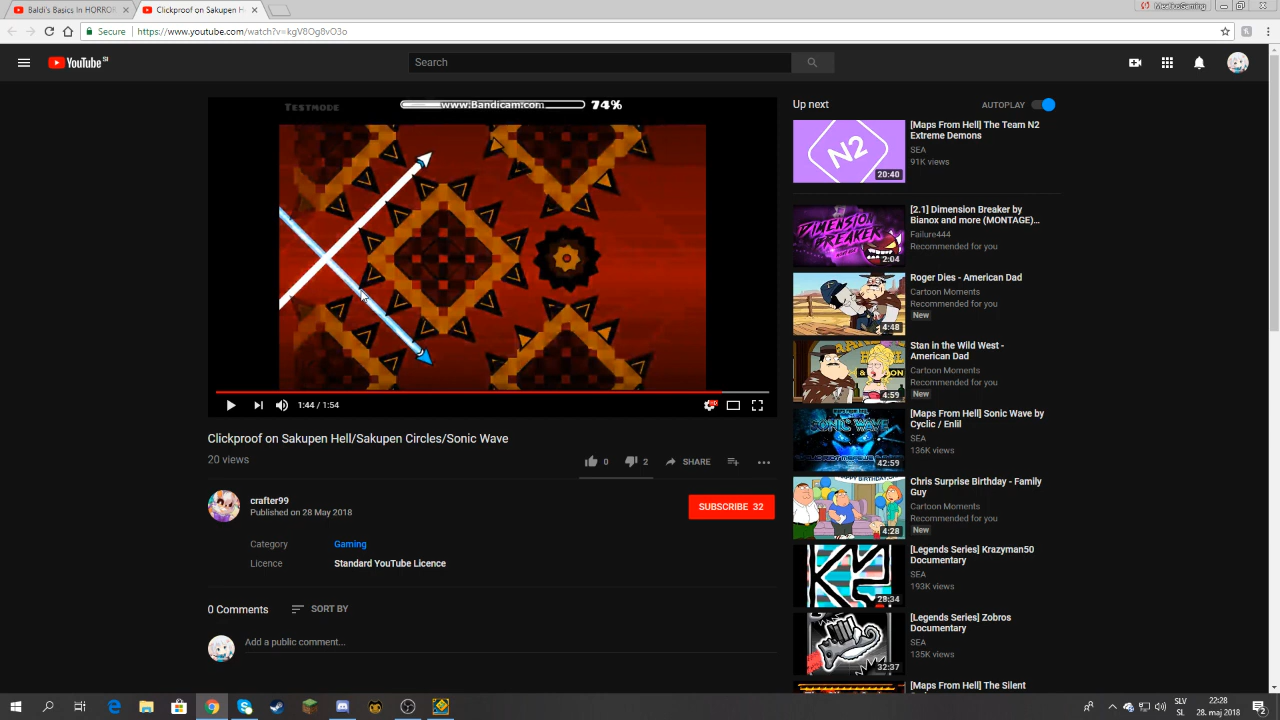 Baldi's Basics In HORROR
Clickproof on Sakupen H
Secure
https://www.youtube.com/watch?v=kgV8Og8vO3o
YouTube SI
Search
Up next
AUTOPLAY
TESTMODE
www.Bandicam.com
74%
N2
20:40
[Maps From Hell] The Team N2
Extreme Demons
SEA
91K views
DIMENSION
BREAKER
2:04
[2.1] Dimension Breaker by
Bianox and more (MONTAGE)...
Failure444
Recommended for you
4:48
Roger Dies - American Dad
Cartoon Moments
Recommended for you
New
4:59
Stan in the Wild West -
American Dad
Cartoon Moments
Recommended for you
New
SONIC WAVE
42:59
[Maps From Hell] Sonic Wave by
Cyclic / Enlil
SEA
136K views
4:28
Chris Surprise Birthday - Family
Guy
Cartoon Moments
Recommended for you
New
28:34
[Legends Series] Krazyman50
Documentary
SEA
193K views
32:37
[Legends Series] Zobros
Documentary
SEA
135K views
[Maps From Hell] The Silent
1:44 / 1:54
HD
Clickproof on Sakupen Hell/Sakupen Circles/Sonic Wave
20 views
0
2
SHARE
crafter99
Published on 28 May 2018
SUBSCRIBE 32
Category
Gaming
Licence
Standard YouTube Licence
0 Comments
SORT BY
Add a public comment...
SLV
SL
22:28
28. maj 2018
2